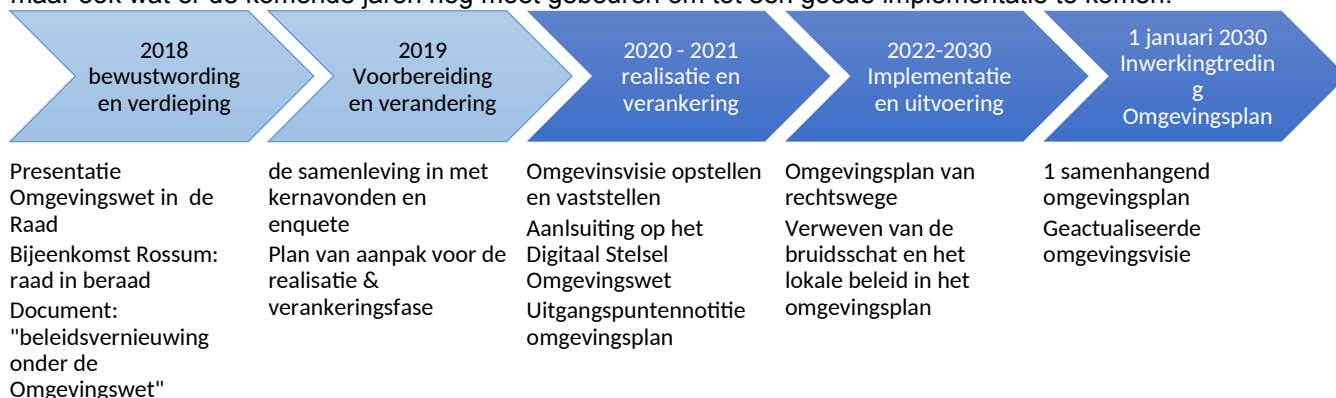 maar ook wat er de komende jaren nog moet gebeuren om tot een goede implementatie te komen.
2018
bewustwording
en verdieping
2019
Voorbereiding
en verandering
2020 - 2021
realisatie en
verankering
2022-2030
Implementatie
en uitvoering
1 januari 2030
Inwerkingtredin
g
Omgevingsplan
Presentatie
Omgevingswet in de
Raad
Bijeenkomst Rossum:
raad in beraad
Document:
"beleidsvernieuwing
onder de
Omgevingswet"
de samenleving in met
kernavonden en
enquete
Plan van aanpak voor de
realisatie &
verankeringsfase
Omgevinsvisie opstellen
en vaststellen
Aanlsuiting op het
Digitaal Stelsel
Omgevingswet
Uitgangspuntennotitie
omgevingsplan
Omgevingsplan van
rechtswege
Verweven van de
bruidsschat en het
lokale beleid in het
omgevingsplan
1 samenhangend
omgevingsplan
Geactualiseerde
omgevingsvisie